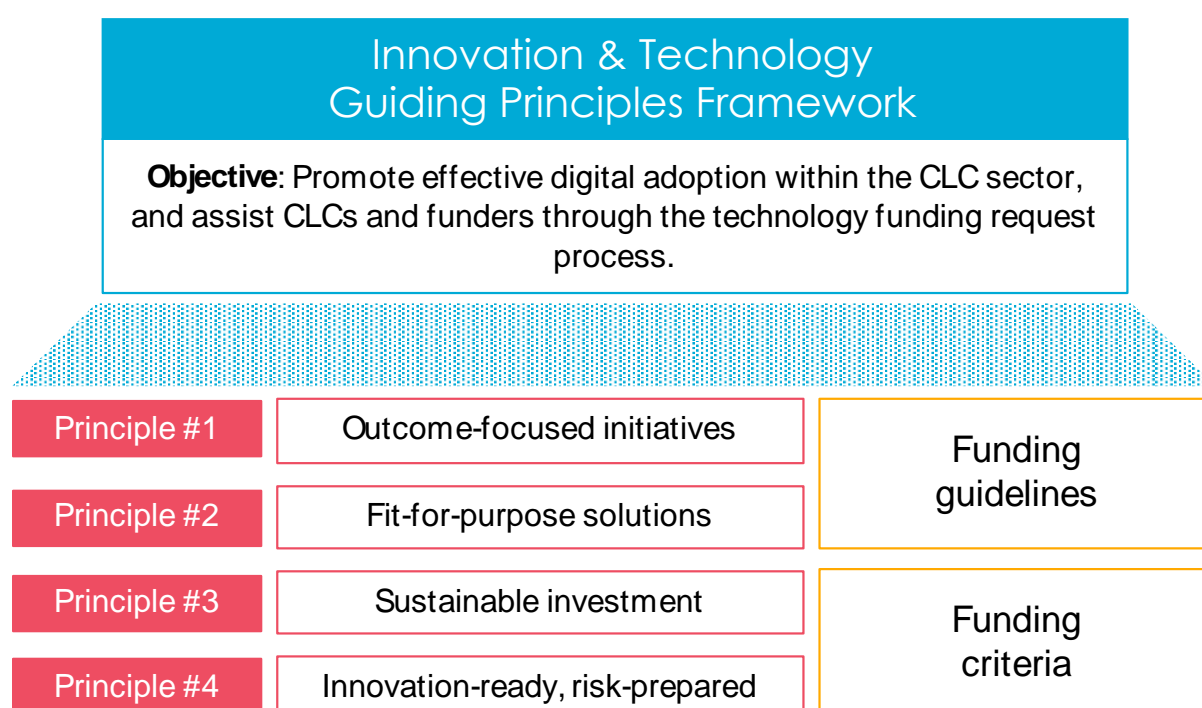 Innovation & Technology
Guiding Principles Framework
Objective: Promote effective digital adoption within the CLC sector,
and assist CLCs and funders through the technology funding request
process.
Principle #1
Outcome-focused initiatives
Principle #2
Fit-for-purpose solutions
Funding
guidelines
Principle #3
Sustainable investment
Principle #4
Innovation-ready, risk-prepared
Funding
criteria